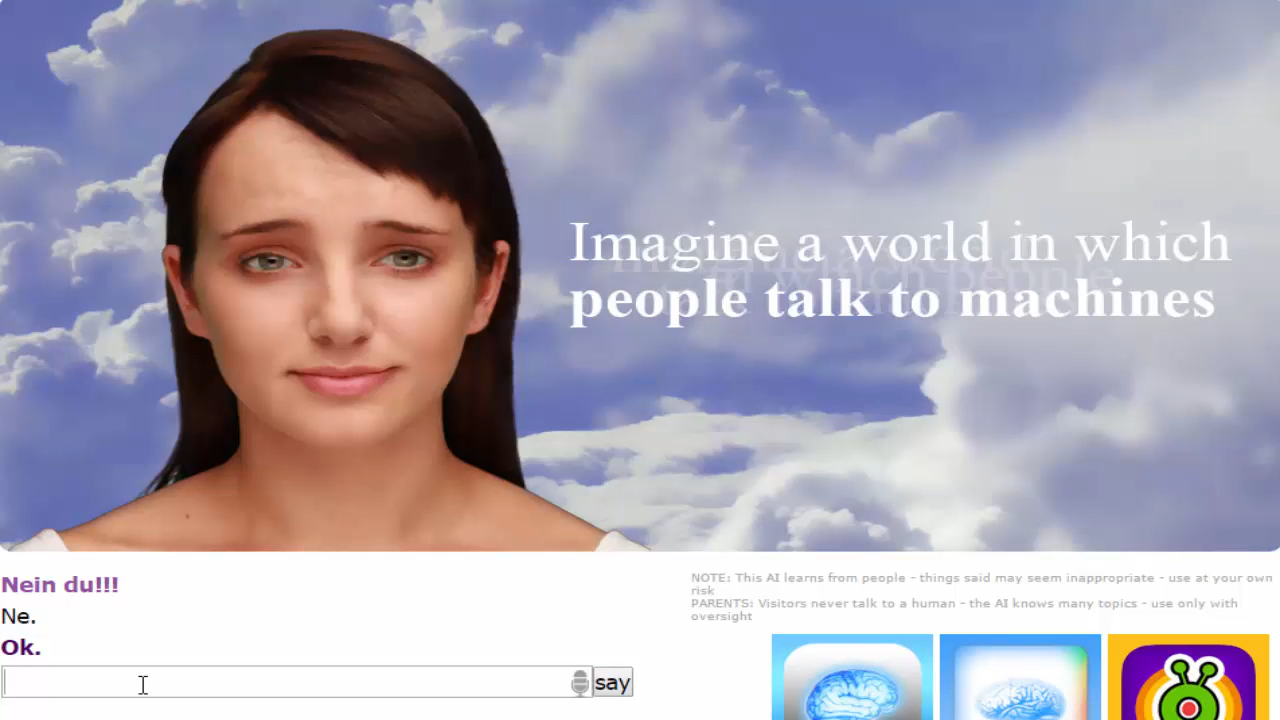 Imagine a world in which
people talk to machines
Nein du!!!
Ne.
Ok.
say
NOTE: This AI learns from people - things said may seem inappropriate - use at your own
risk
PARENTS: Visitors never talk to a human - the AI knows many topics - use only with
oversight